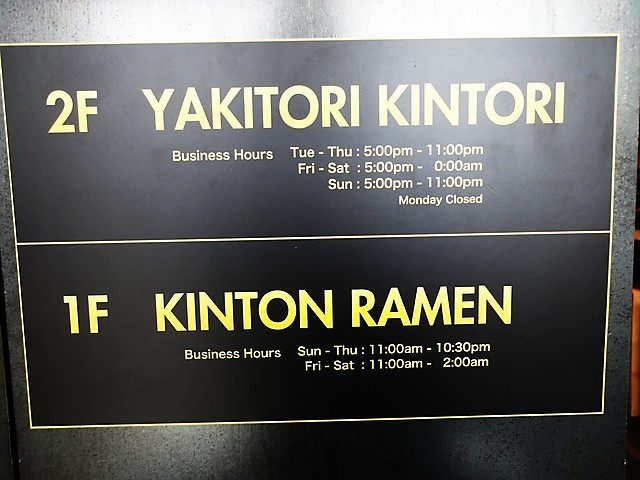 2F YAKITORI KINTORI
Business Hours Tue - Thu : 5:00pm - 11:00pm
Fri - Sat : 5:00pm - 0:00am
Sun : 5:00pm - 11:00pm
Monday Closed
1F KINTON RAMEN
Business Hours Sun - Thu : 11:00am - 10:30pm
Fri - Sat : 11:00am - 2:00am